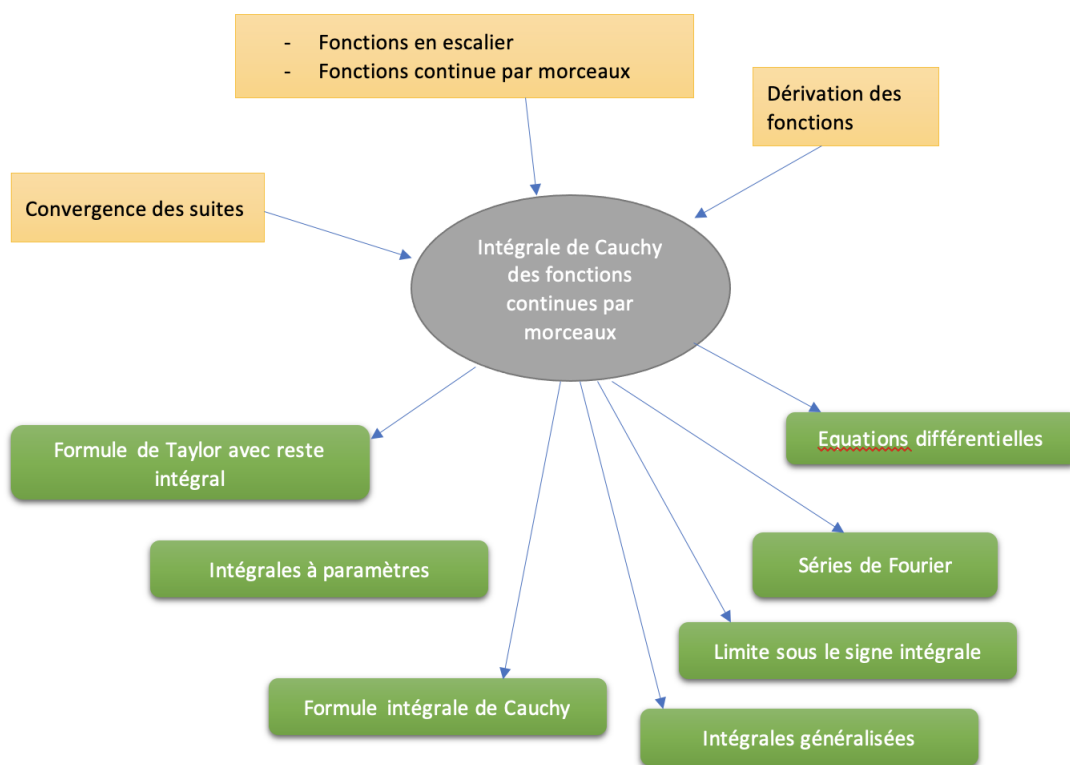 - Fonctions en escalier
- Fonctions continue par morceaux
Dérivation des
fonctions
Convergence des suites
Intégrale de Cauchy
des fonctions
continues par
morceaux
Formule de Taylor avec reste
intégral
Equations différentielles
Intégrales à paramètres
Séries de Fourier
Limite sous le signe intégrale
Formule intégrale de Cauchy
Intégrales généralisées